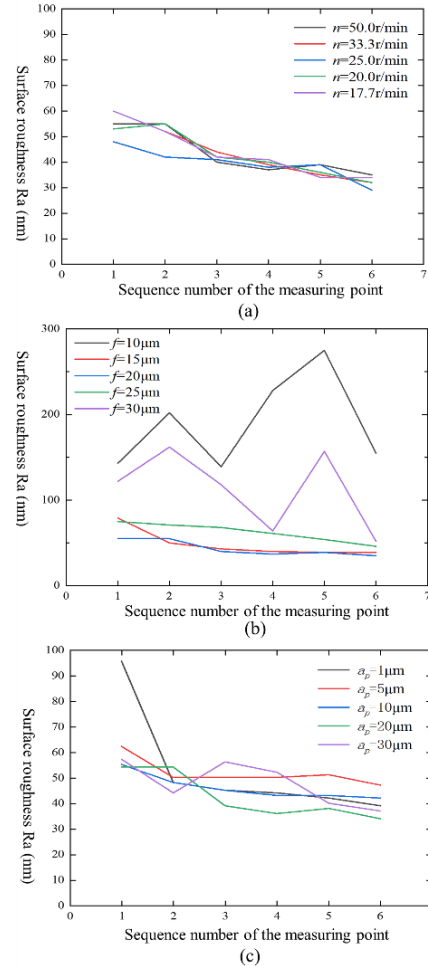 100
90
80
70
60
50
40
30
20
10
0
Surface roughness Ra (nm)
n=50.0r/min
n=33.3r/min
n=25.0r/min
n=20.0r/min
n=17.7r/min
0 1 2 3 4 5 6 7
Sequence number of the measuring point
(a)
300
200
100
0
Surface roughness Ra (nm)
f=10μm
f=15μm
f=20μm
f=25μm
f=30μm
0 1 2 3 4 5 6 7
Sequence number of the measuring point
(b)
100
90
80
70
60
50
40
30
20
10
0
Surface roughness Ra (nm)
aₚ=1μm
aₚ=5μm
aₚ=10μm
aₚ=20μm
aₚ=30μm
0 1 2 3 4 5 6 7
Sequence number of the measuring point
(c)